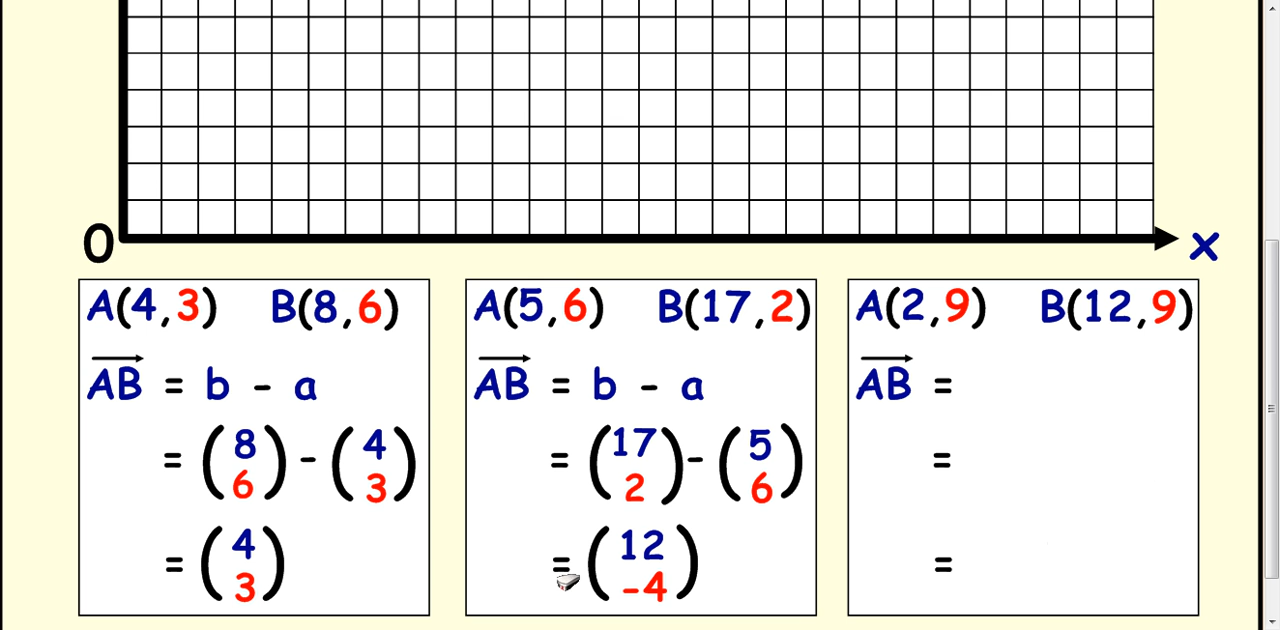 0
x
A(4,3) B(8,6)
AB = b - a
= (8 6) - (4 3)
= (4 3)
A(5,6) B(17,2)
AB = b - a
= (17 2) - (5 6)
= (12 -4)
A(2,9) B(12,9)
AB =
=
=